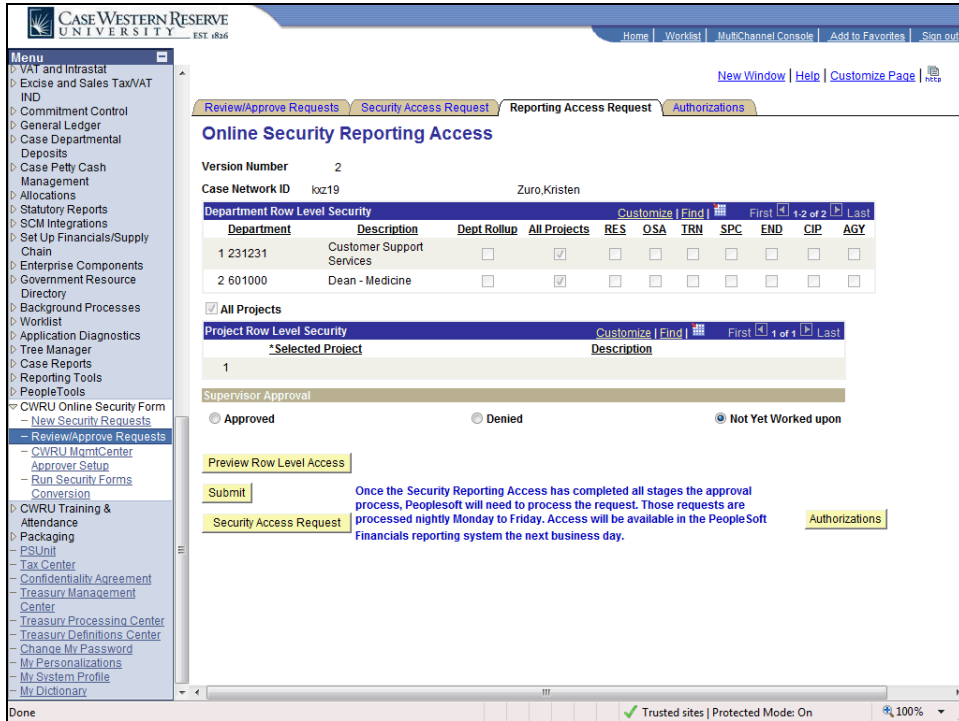 CASE WESTERN RESERVE
UNIVERSITY EST. 1826
Home | Worklist | MultiChannel Console | Add to Favorites | Sign out
Menu
VAT and Intrastat
Excise and Sales Tax/VAT
IND
Commitment Control
General Ledger
Case Departmental
Deposits
Case Petty Cash
Management
Allocations
Statutory Reports
SCM Integrations
Set Up Financials/Supply
Chain
Enterprise Components
Government Resource
Directory
Background Processes
Worklist
Application Diagnostics
Tree Manager
Case Reports
Reporting Tools
PeopleTools
CWRU Online Security Form
– New Security Requests
– Review/Approve Requests
– CWRU MgmtCenter
Approver Setup
– Run Security Forms
Conversion
CWRU Training &
Attendance
Packaging
– PSUnit
– Tax Center
– Confidentiality Agreement
– Treasury Management
Center
– Treasury Processing Center
– Treasury Definitions Center
– Change My Password
– My Personalizations
– My System Profile
– My Dictionary
New Window | Help | Customize Page | http
Review/Approve Requests Security Access Request Reporting Access Request Authorizations
Online Security Reporting Access
Version Number 2
Case Network ID kxz19 Zuro,Kristen
Department Row Level Security Customize | Find | First 1-2 of 2 Last
Department Description Dept Rollup All Projects RES OSA TRN SPC END CIP AGY
1 231231 Customer Support
Services
2 601000 Dean - Medicine
All Projects
Project Row Level Security Customize | Find | First 1 of 1 Last
*Selected Project Description
1
Supervisor Approval
Approved Denied Not Yet Worked upon
Preview Row Level Access
Submit
Security Access Request
Once the Security Reporting Access has completed all stages the approval
process, Peoplesoft will need to process the request. Those requests are
processed nightly Monday to Friday. Access will be available in the PeopleSoft
Financials reporting system the next business day.
Authorizations
Done Trusted sites | Protected Mode: On 100%